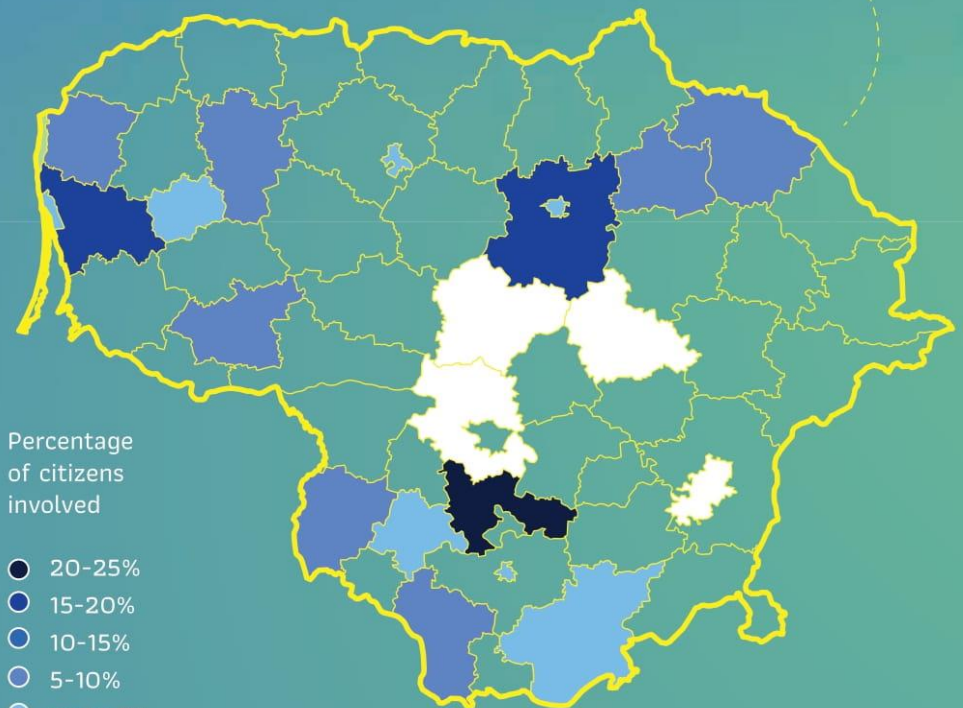 Percentage
of citizens
involved
20-25%
15-20%
10-15%
5-10%